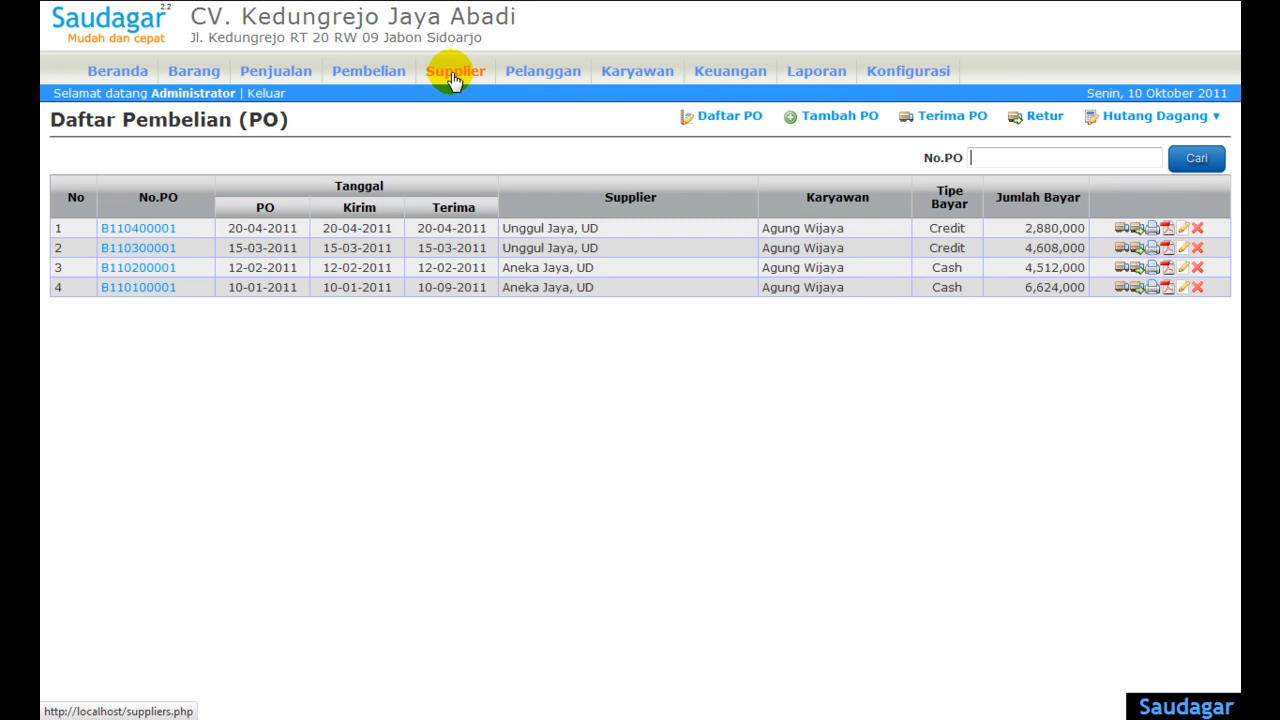 Saudagar 2.2
Mudah dan cepat
CV. Kedungrejo Jaya Abadi
Jl. Kedungrejo RT 20 RW 09 Jabon Sidoarjo
Beranda Barang Penjualan Pembelian Supplier Pelanggan Karyawan Keuangan Laporan Konfigurasi
Selamat datang Administrator | Keluar Senin, 10 Oktober 2011
Daftar Pembelian (PO) Daftar PO Tambah PO Terima PO Retur Hutang Dagang ▼
No.PO Cari
No No.PO Tanggal Supplier Karyawan Tipe Bayar Jumlah Bayar
PO Kirim Terima
1 B110400001 20-04-2011 20-04-2011 20-04-2011 Unggul Jaya, UD Agung Wijaya Credit 2,880,000
2 B110300001 15-03-2011 15-03-2011 15-03-2011 Unggul Jaya, UD Agung Wijaya Credit 4,608,000
3 B110200001 12-02-2011 12-02-2011 12-02-2011 Aneka Jaya, UD Agung Wijaya Cash 4,512,000
4 B110100001 10-01-2011 10-01-2011 10-09-2011 Aneka Jaya, UD Agung Wijaya Cash 6,624,000
http://localhost/suppliers.php
Saudagar